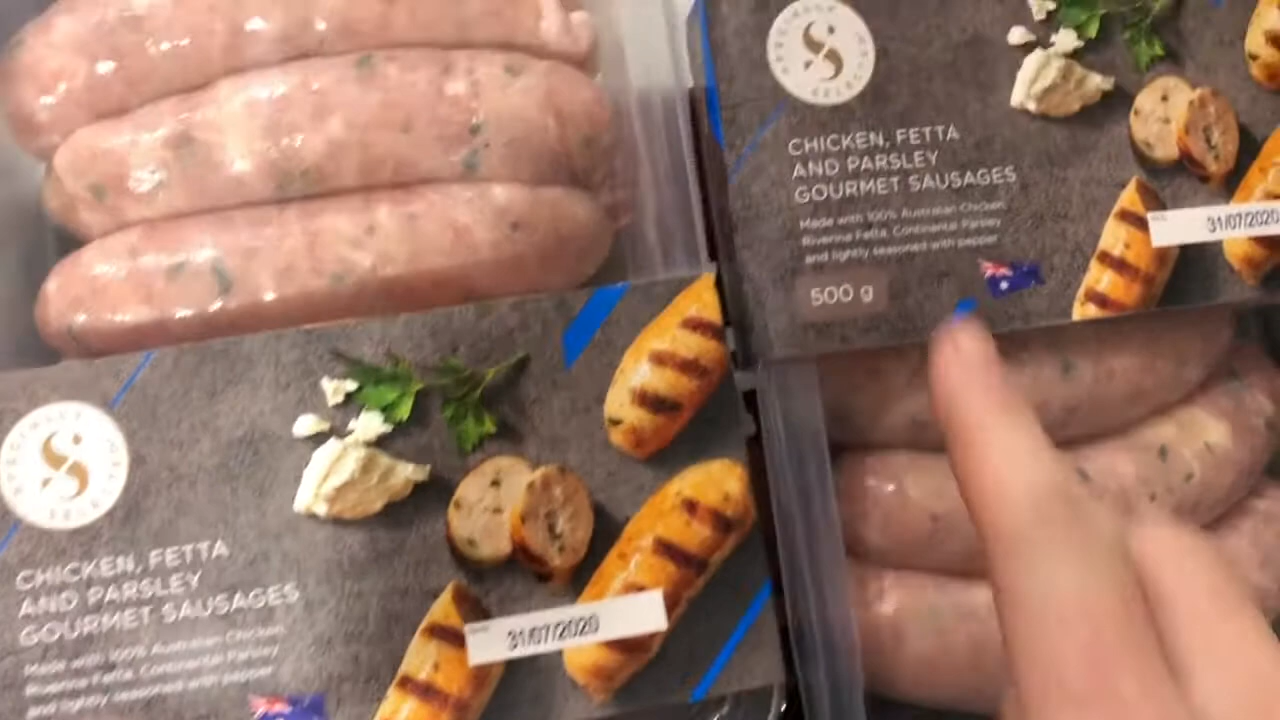 CHICKEN, FETTA
AND PARSLEY
GOURMET SAUSAGES
Made with 100% Australian Chicken,
Riverina Fetta, Continental Parsley
and lightly seasoned with pepper
500 g
31/07/2020
CHICKEN, FETTA
AND PARSLEY
GOURMET SAUSAGES
Made with 100% Australian Chicken,
Riverina Fetta, Continental Parsley
and lightly seasoned with pepper
31/07/2020